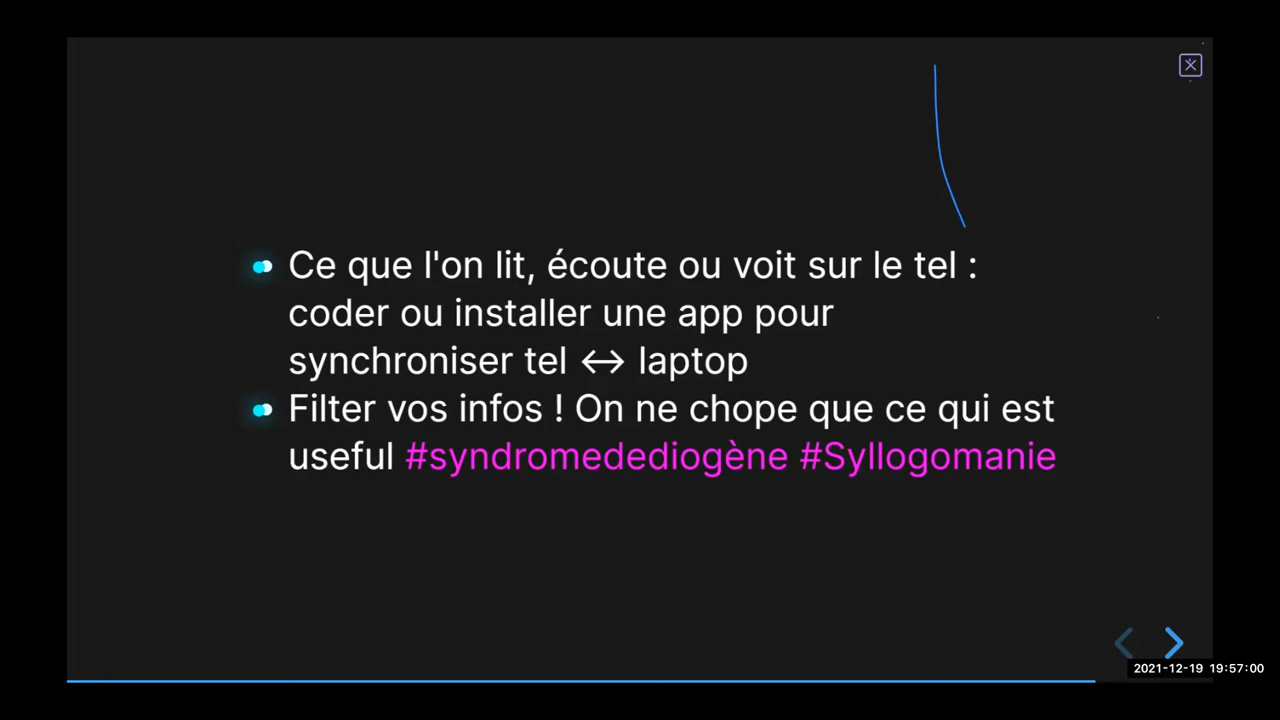 Ce que l'on lit, écoute ou voit sur le tel :
coder ou installer une app pour
synchroniser tel ↔ laptop
Filter vos infos ! On ne chope que ce qui est
useful #syndromedediogène #Syllogomanie
2021-12-19 19:57:00